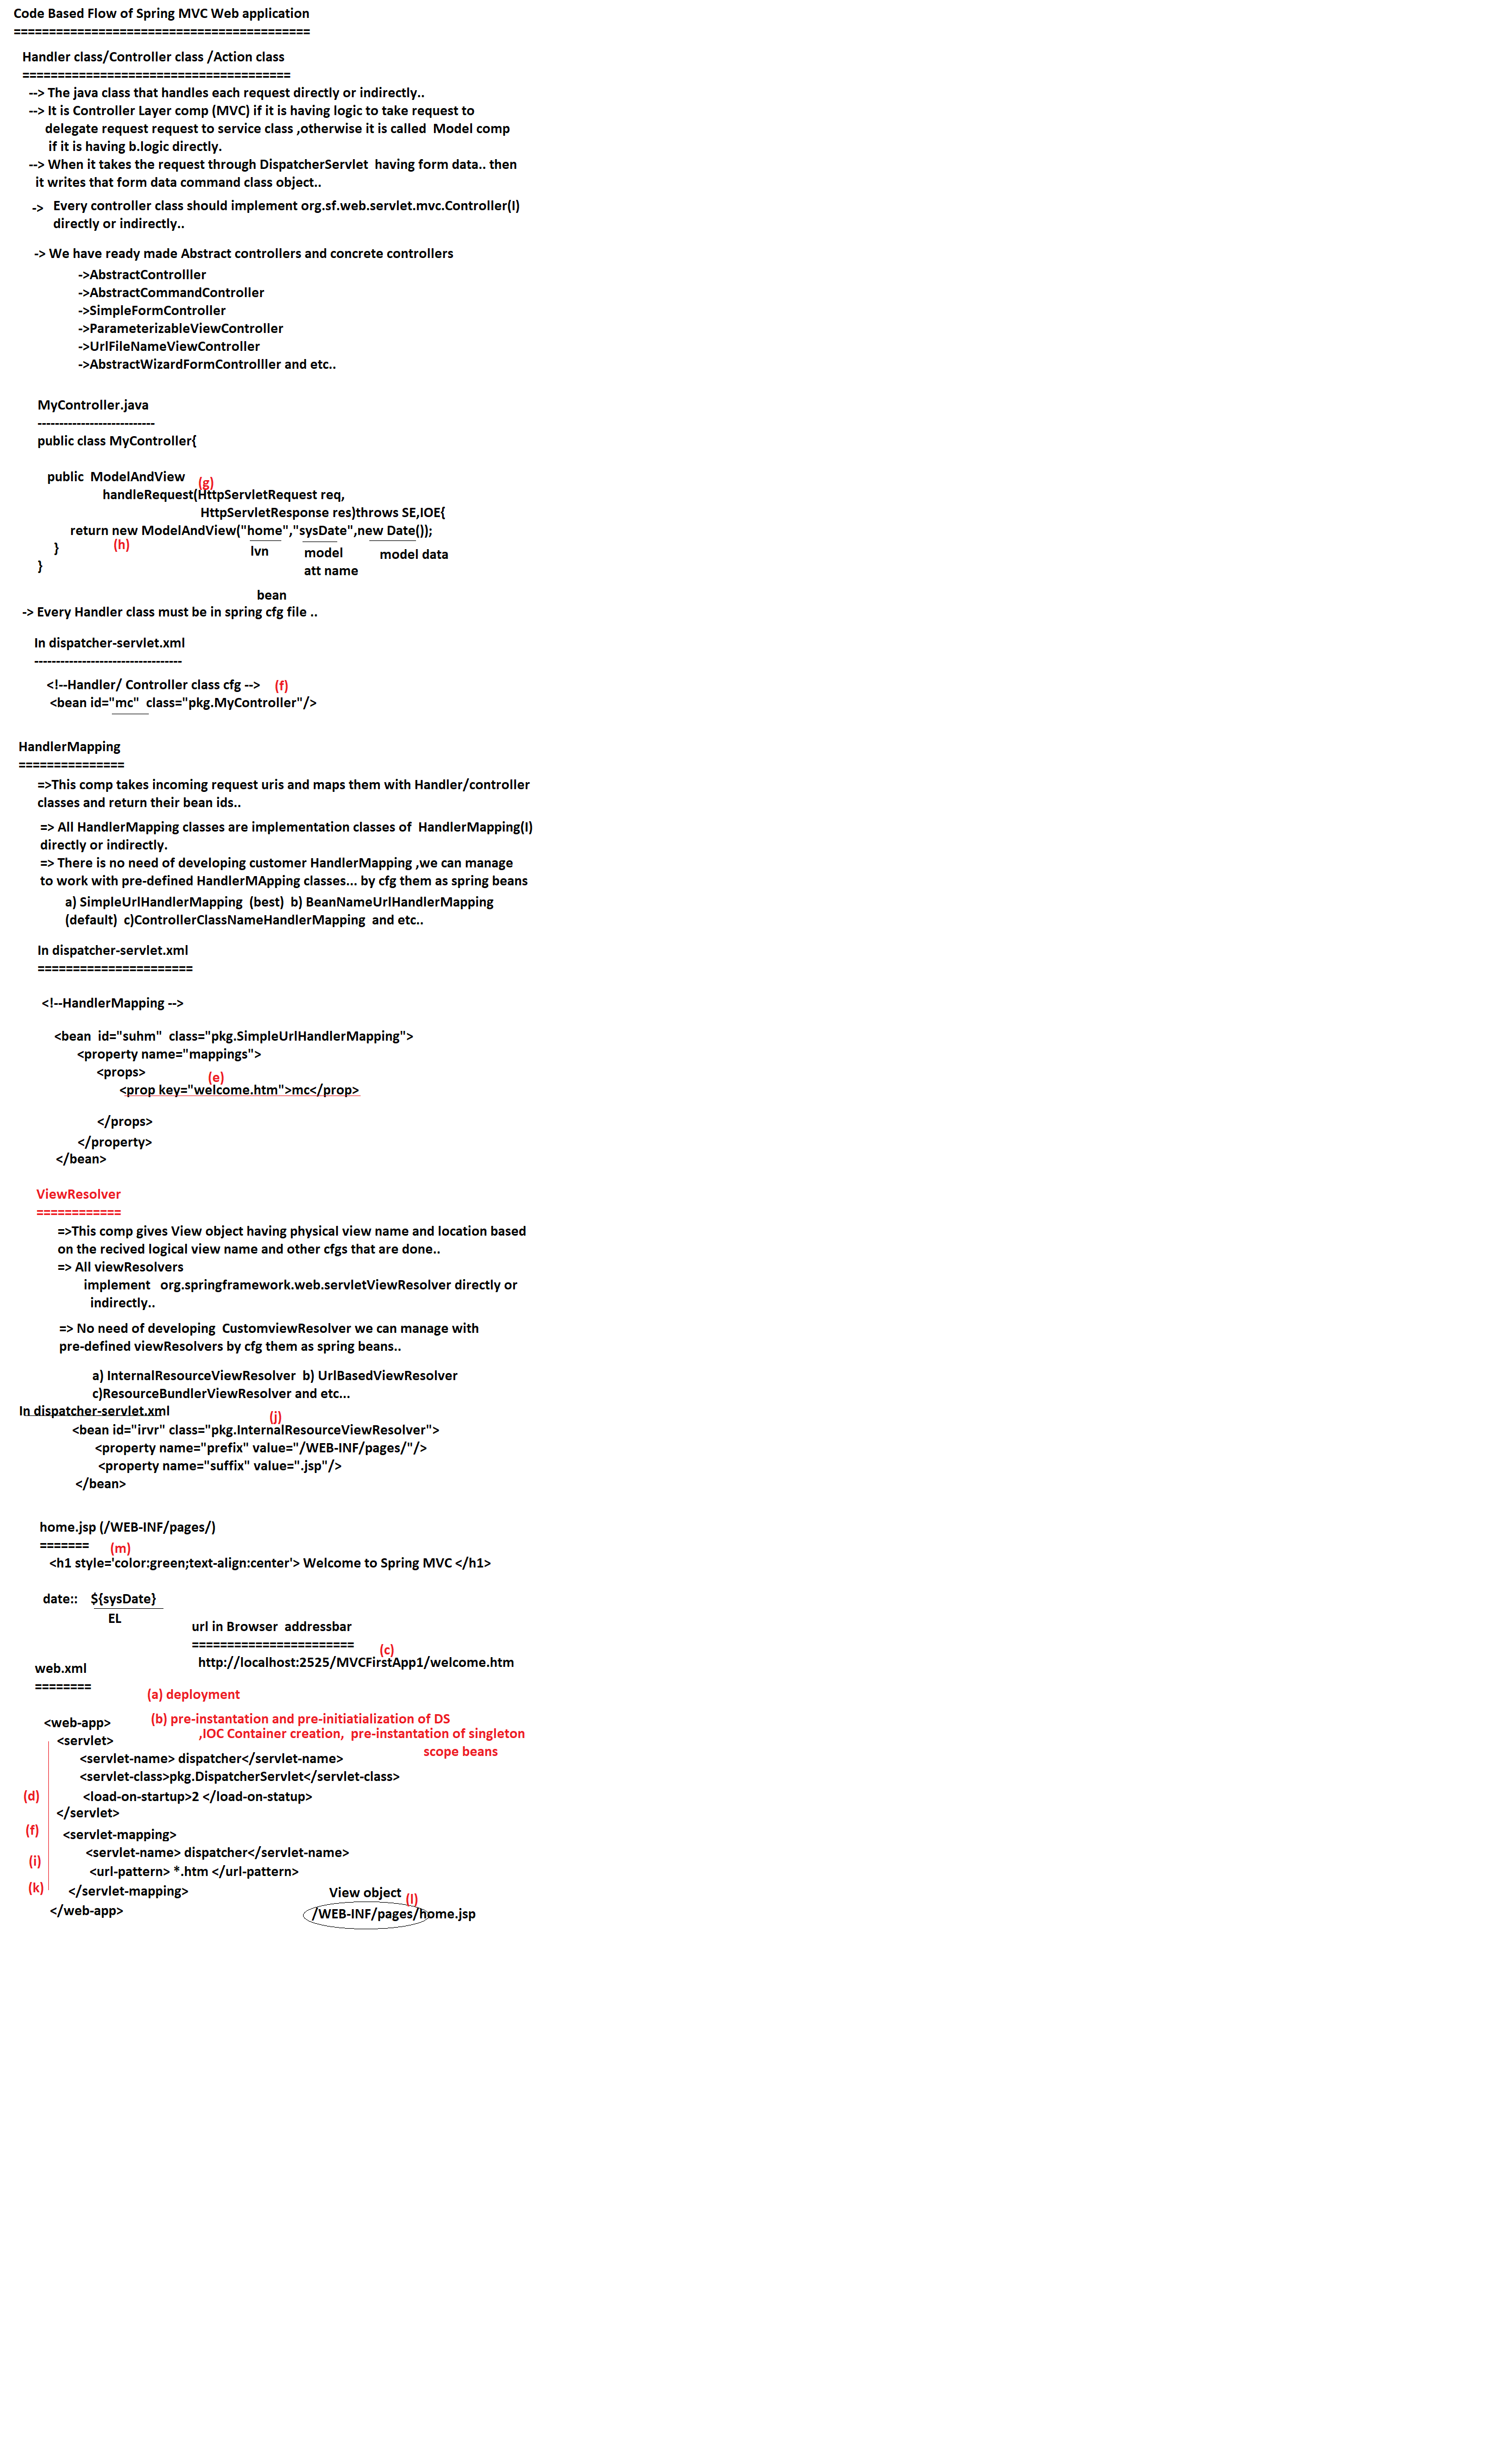 Code Based Flow of Spring MVC Web application
==========================================
Handler class/Controller class /Action class
======================================
--> The java class that handles each request directly or indirectly..
--> It is Controller Layer comp (MVC) if it is having logic to take request to
delegate request request to service class ,otherwise it is called  Model comp
if it is having b.logic directly.
--> When it takes the request through DispatcherServlet  having form data.. then
it writes that form data command class object..
->   Every controller class should implement org.sf.web.servlet.mvc.Controller(I)
directly or indirectly..
-> We have ready made Abstract controllers and concrete controllers
->AbstractControlller
->AbstractCommandController
->SimpleFormController
->ParameterizableViewController
->UrlFileNameViewController
->AbstractWizardFormControlller and etc..
MyController.java
---------------------------
public class MyController{
public  ModelAndView
(g)
handleRequest(HttpServletRequest req,
HttpServletResponse res)throws SE,IOE{
return new ModelAndView("home","sysDate",new Date());
} (h) lvn model model data
att name
}
bean
-> Every Handler class must be in spring cfg file ..
In dispatcher-servlet.xml
----------------------------------
<!--Handler/ Controller class cfg --> (f)
<bean id="mc"  class="pkg.MyController"/>
HandlerMapping
===============
=>This comp takes incoming request uris and maps them with Handler/controller
classes and return their bean ids..
=> All HandlerMapping classes are implementation classes of  HandlerMapping(I)
directly or indirectly.
=> There is no need of developing customer HandlerMapping ,we can manage
to work with pre-defined HandlerMApping classes... by cfg them as spring beans
a) SimpleUrlHandlerMapping  (best)  b) BeanNameUrlHandlerMapping
(default)  c)ControllerClassNameHandlerMapping  and etc..
In dispatcher-servlet.xml
======================
<!--HandlerMapping -->
<bean  id="suhm"  class="pkg.SimpleUrlHandlerMapping">
<property name="mappings">
<props>
(e)
<prop key="welcome.htm">mc</prop>
</props>
</property>
</bean>
ViewResolver
============
=>This comp gives View object having physical view name and location based
on the recived logical view name and other cfgs that are done..
=> All viewResolvers
implement   org.springframework.web.servletViewResolver directly or
indirectly..
=> No need of developing  CustomviewResolver we can manage with
pre-defined viewResolvers by cfg them as spring beans..
a) InternalResourceViewResolver  b) UrlBasedViewResolver
c)ResourceBundlerViewResolver and etc...
In dispatcher-servlet.xml
(j)
<bean id="irvr" class="pkg.InternalResourceViewResolver">
<property name="prefix" value="/WEB-INF/pages/"/>
<property name="suffix" value=".jsp"/>
</bean>
home.jsp (/WEB-INF/pages/)
=======
(m)
<h1 style='color:green;text-align:center'> Welcome to Spring MVC </h1>
date::    ${sysDate}
EL
url in Browser  addressbar
=======================
(c)
http://localhost:2525/MVCFirstApp1/welcome.htm
web.xml
========
(a) deployment
(b) pre-instantation and pre-initiatialization of DS
,IOC Container creation,  pre-instantation of singleton
scope beans
<web-app>
<servlet>
<servlet-name> dispatcher</servlet-name>
<servlet-class>pkg.DispatcherServlet</servlet-class>
(d) <load-on-startup>2 </load-on-statup>
</servlet>
(f) <servlet-mapping>
<servlet-name> dispatcher</servlet-name>
(i) <url-pattern> *.htm </url-pattern>
(k) </servlet-mapping>
</web-app>
View object (l)
/WEB-INF/pages/home.jsp